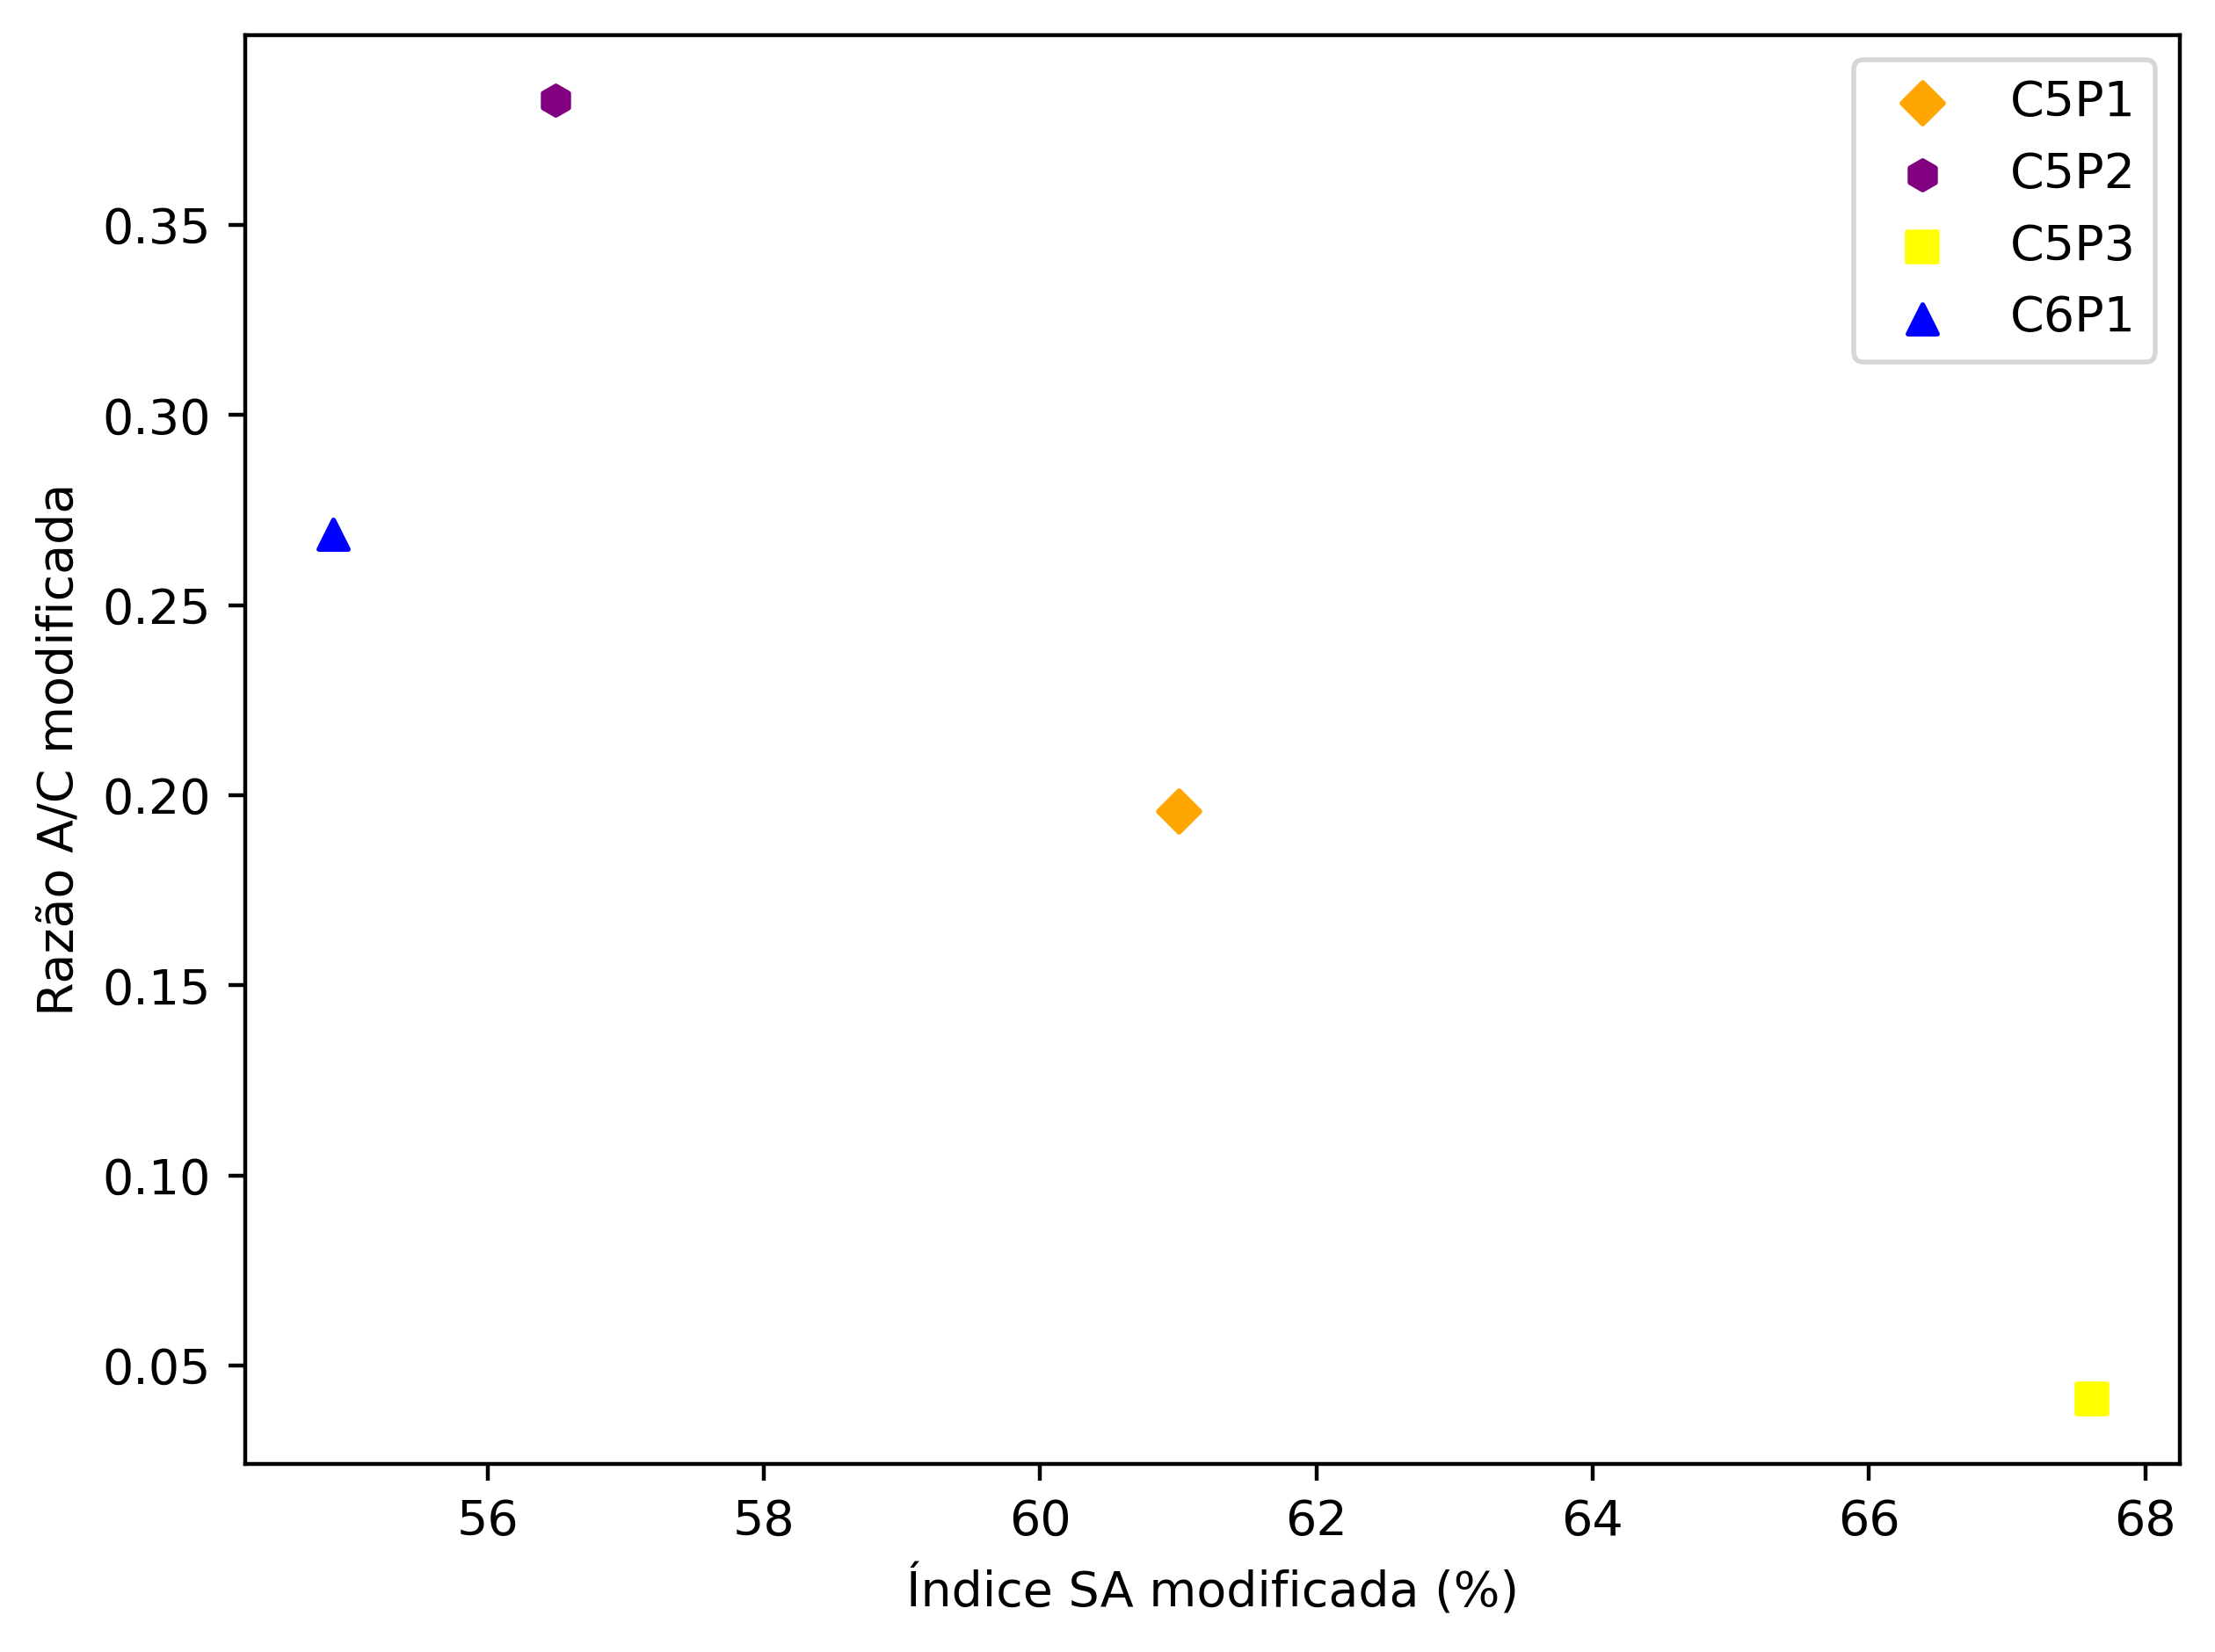 C5P1
C5P2
C5P3
C6P1
0.35
0.30
0.25
0.20
0.15
0.10
0.05
Razão A/C modificada
56 58 60 62 64 66 68
Índice SA modificada (%)